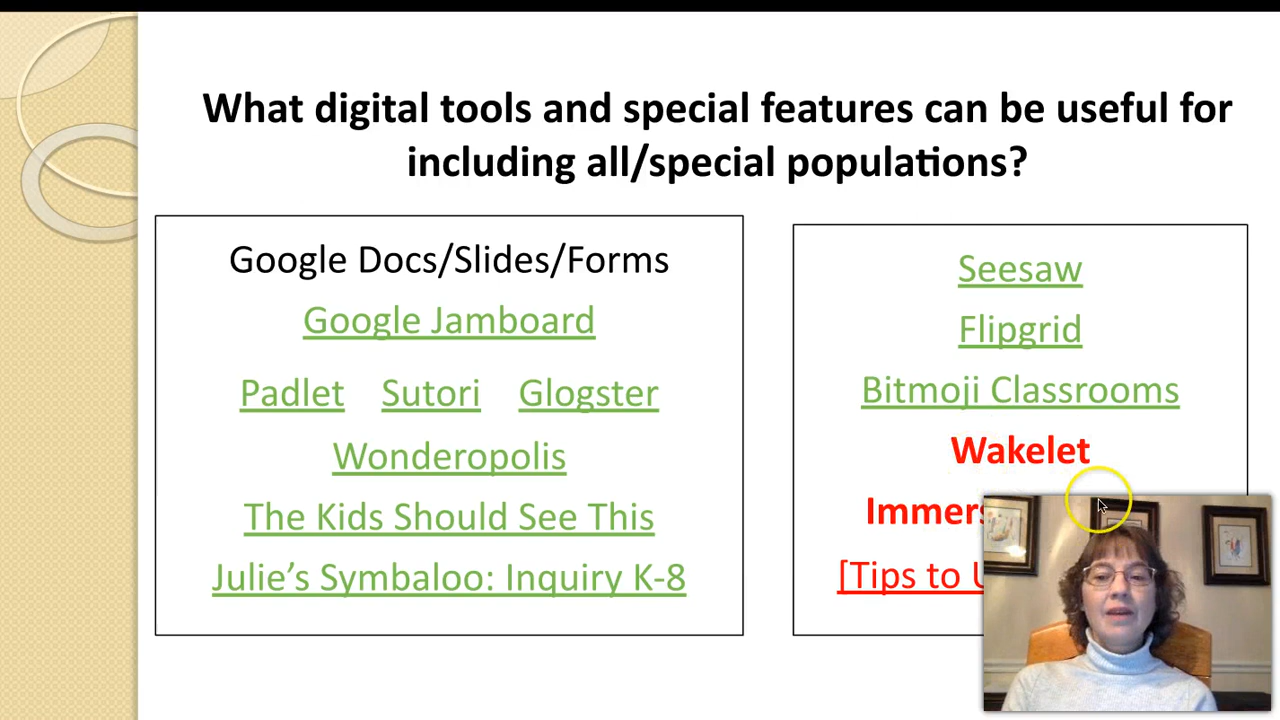 What digital tools and special features can be useful for
including all/special populations?
Google Docs/Slides/Forms
Google Jamboard
Padlet Sutori Glogster
Wonderopolis
The Kids Should See This
Julie's Symbaloo: Inquiry K-8
Seesaw
Flipgrid
Bitmoji Classrooms
Wakelet
[Tips to